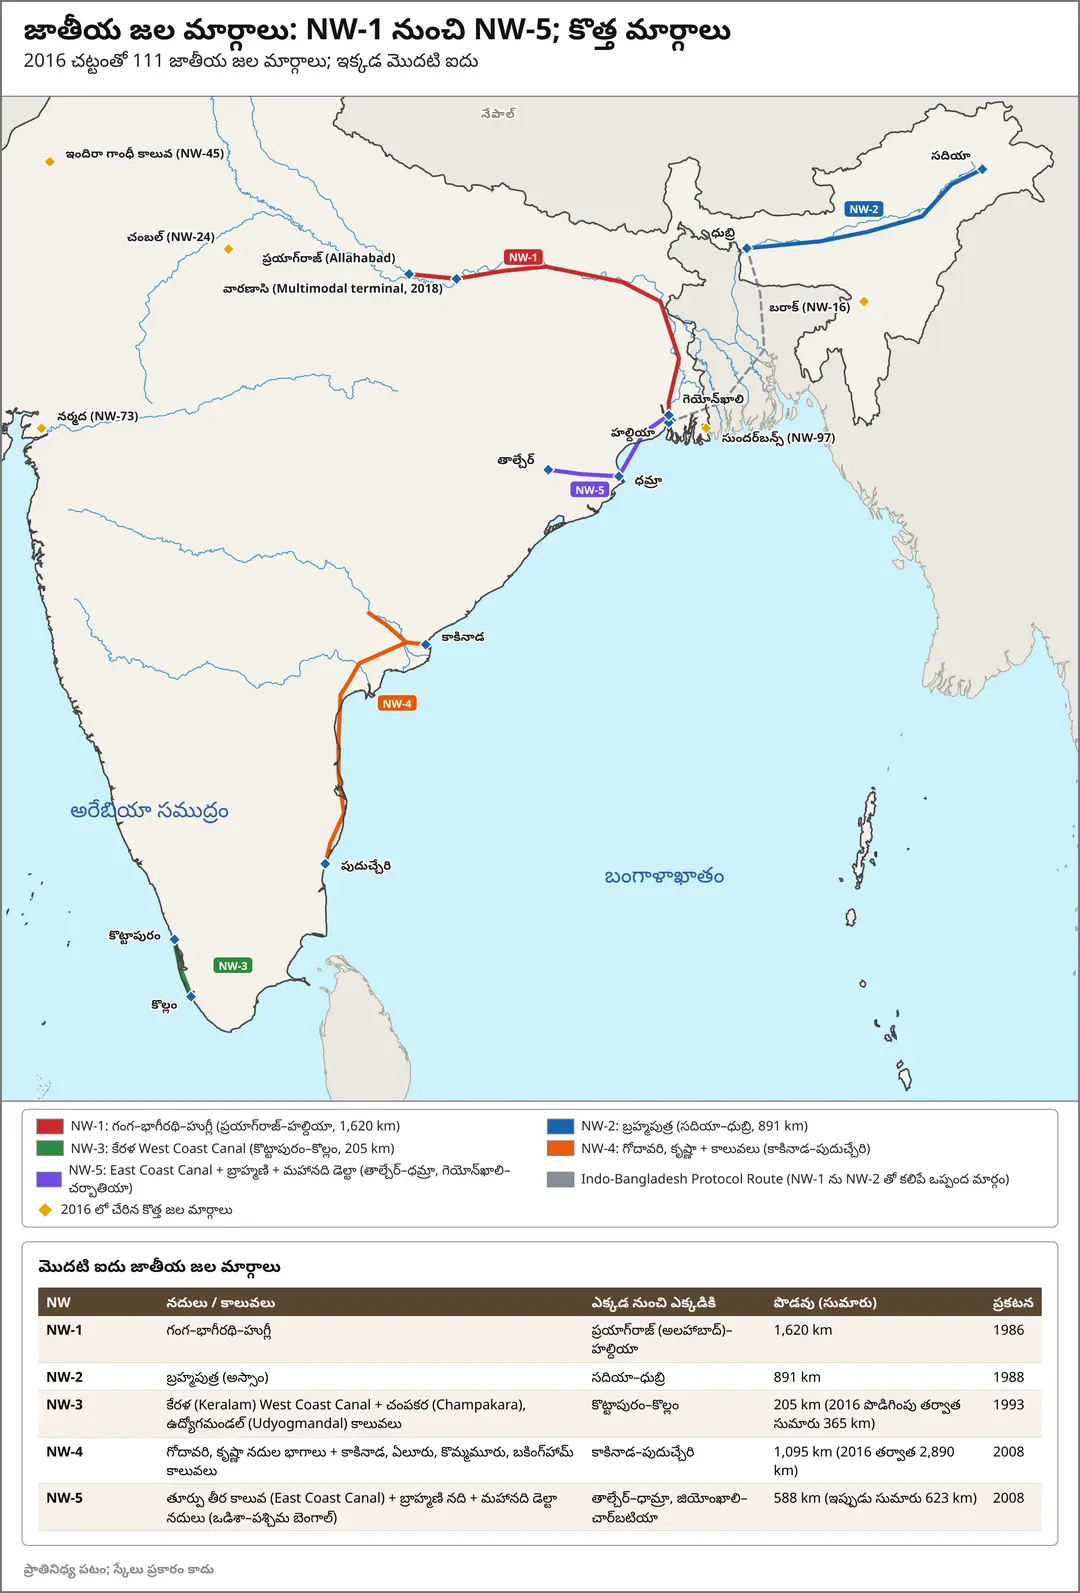 జాతీయ జల మార్గాలు: NW-1 నుంచి NW-5; కొత్త మార్గాలు
2016 చట్టంతో 111 జాతీయ జల మార్గాలు; ఇక్కడ మొదటి ఐదు
నేపాల్
ఇందిరా గాంధీ కాలువ (NW-45)
సదియా
NW-2
చంబల్ (NW-24)
ధుబ్రి
ప్రయాగ్‌రాజ్ (Allahabad)
NW-1
వారణాసి (Multimodal terminal, 2018)
బరాక్ (NW-16)
గెయోన్‌ఖాలి
నర్మద (NW-73)
హల్దియా
సుందర్‌బన్స్ (NW-97)
తాల్చేర్
ధమ్రా
NW-5
కాకినాడ
NW-4
అరేబియా సముద్రం
పుదుచ్చేరి
బంగాళాఖాతం
కొట్టాపురం
NW-3
కొల్లం
NW-1: గంగ–భాగీరథి–హుగ్లీ (ప్రయాగ్‌రాజ్–హల్దియా, 1,620 km)
NW-2: బ్రహ్మపుత్ర (సదియా–ధుబ్రి, 891 km)
NW-3: కేరళ West Coast Canal (కొట్టాపురం–కొల్లం, 205 km)
NW-4: గోదావరి, కృష్ణా + కాలువలు (కాకినాడ–పుదుచ్చేరి)
NW-5: East Coast Canal + బ్రాహ్మణి + మహానది డెల్టా (తాల్చేర్–ధమ్రా, గెయోన్‌ఖాలి–
చర్బాతియా)
Indo-Bangladesh Protocol Route (NW-1 ను NW-2 తో కలిపే ఒప్పంద మార్గం)
2016 లో చేరిన కొత్త జల మార్గాలు
మొదటి ఐదు జాతీయ జల మార్గాలు
NW నదులు / కాలువలు ఎక్కడ నుంచి ఎక్కడికి పొడవు (సుమారు) ప్రకటన
NW-1 గంగ–భాగీరథి–హుగ్లీ ప్రయాగ్‌రాజ్ (అలహాబాద్)– 1,620 km 1986
హల్దియా
NW-2 బ్రహ్మపుత్ర (అస్సాం) సదియా–ధుబ్రి 891 km 1988
NW-3 కేరళ (Keralam) West Coast Canal + చంపకర (Champakara), కొట్టాపురం–కొల్లం 205 km (2016 పొడిగింపు తర్వాత 1993
ఉద్యోగమండల్ (Udyogmandal) కాలువలు సుమారు 365 km)
NW-4 గోదావరి, కృష్ణా నదుల భాగాలు + కాకినాడ, ఏలూరు, కొమ్మమూరు, బకింగ్‌హామ్ కాకినాడ–పుదుచ్చేరి 1,095 km (2016 తర్వాత 2,890 2008
కాలువలు km)
NW-5 తూర్పు తీర కాలువ (East Coast Canal) + బ్రాహ్మణి నది + మహానది డెల్టా తాల్చేర్–ధామ్రా, జియోంఖాలి– 588 km (ఇప్పుడు సుమారు 623 km) 2008
నదులు (ఒడిశా–పశ్చిమ బెంగాల్) చార్‌బటియా
ప్రాతినిధ్య పటం; స్కేలు ప్రకారం కాదు